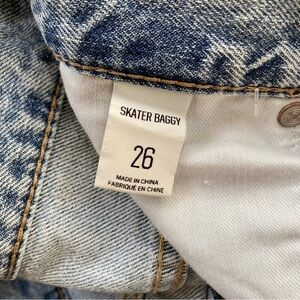 SKATER BAGGY
26
MADE IN CHINA
FABRIQUÉ EN CHINE